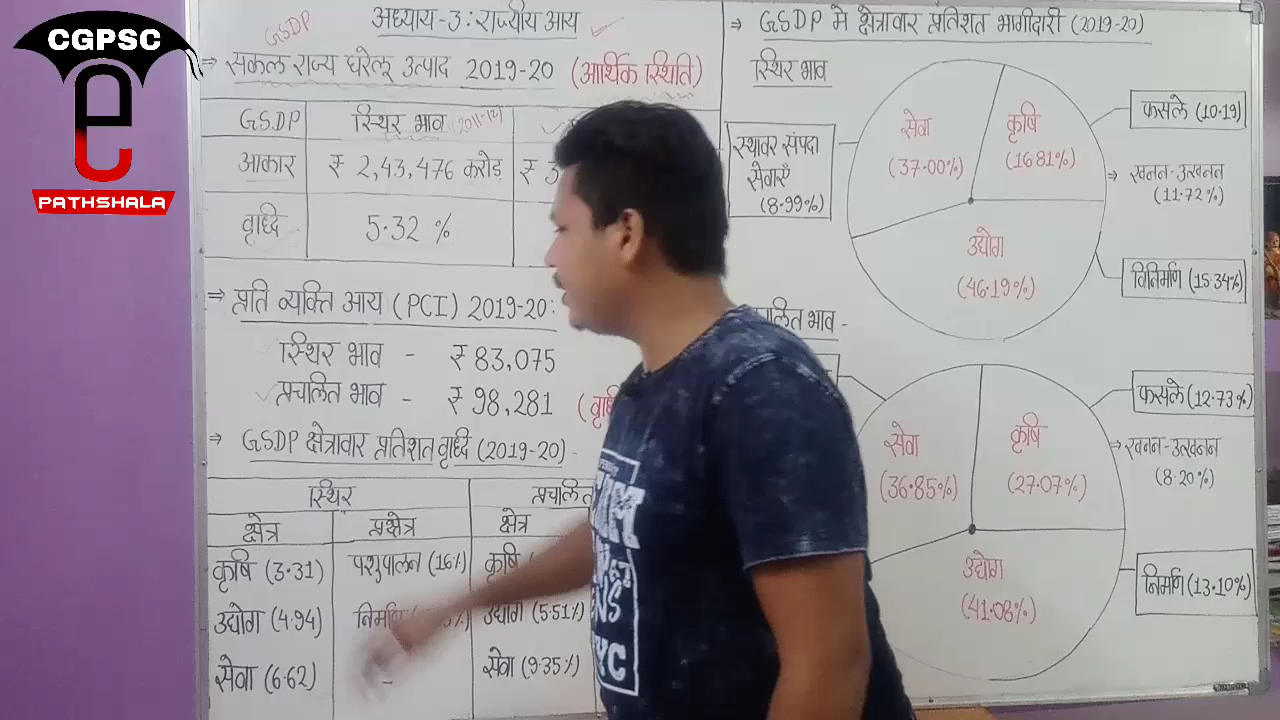 CGPSC
e
PATHSHALA
GSDP
अध्याय-3: राज्यीय आय
⇒ सकल राज्य घरेलू उत्पाद 2019-20 (आर्थिक स्थिति)
GSDP स्थिर भाव (2011-12)
आकार ₹ 2,43,476 करोड़ ₹ 3
वृध्दि 5.32 %
⇒ प्रति व्यक्ति आय (PCI) 2019-20:
स्थिर भाव - ₹ 83,075
प्रचालित भाव - ₹ 98,281
⇒ GSDP क्षेत्रावार प्रतिशत वृध्दि (2019-20) -
स्थिर प्रचालित
क्षेत्र प्रक्षेत्र क्षेत्र
कृषि (3.31) पशुपालन (16%) कृषि
उद्योग (4.94) निर्माण उद्योग (5.51%)
सेवा (6.62) - सेवा (9.35%)
⇒ GSDP मे क्षेत्रावार प्रतिशत भागीदारी (2019-20)
स्थिर भाव
सेवा
(37.00%)
कृषि
(16.81%)
उद्योग
(46.19%)
स्थावर संपदा
सेवाएँ
(8.99%)
फसले (10.19)
→ खनन-उत्खनन
(11.72%)
विनिर्माण (15.34%)
चालित भाव -
सेवा
(36.85%)
कृषि
(27.07%)
उद्योग
(41.08%)
फसले (12.73%)
→ खनन-उत्खनन
(8.20%)
निर्माण (13.10%)